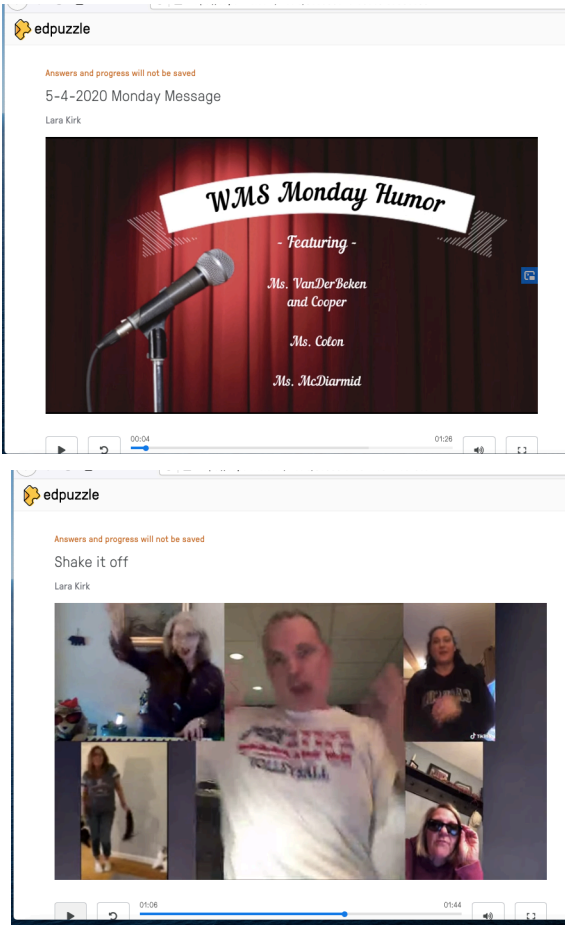 edpuzzle
Answers and progress will not be saved
5-4-2020 Monday Message
Lara Kirk
WMS Monday Humor
- Featuring -
Ms. VanDerBeken
and Cooper
Ms. Colon
Ms. McDiarmid
00:04
01:26
edpuzzle
Answers and progress will not be saved
Shake it off
Lara Kirk
VOLLEYBALL
01:06
01:44